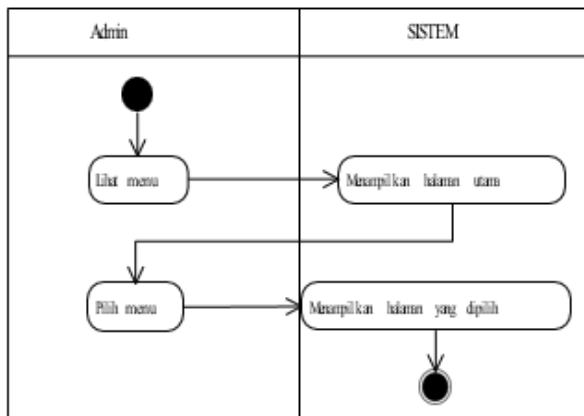 Admin
SISTEM
Lihat menu
Menampilkan halaman utama
Pilih menu
Menampilkan halaman yang dipilih